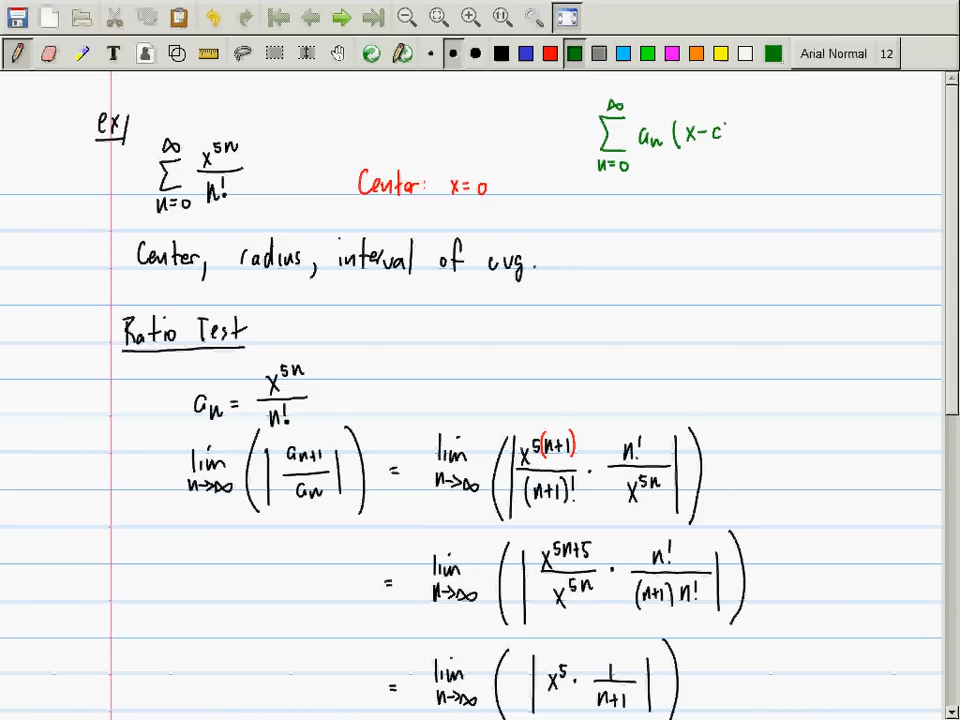 Arial Normal 12
ex)
∑_{n=0}^{∞} x^{5n}/n!
Center: x=0
∑_{n=0}^{∞} a_n (x-c
Center, radius, interval of cvg.
Ratio Test
a_n = x^{5n}/n!
lim_{n→∞} (|a_{n+1}/a_n|) = lim_{n→∞} (|x^{5(n+1)}/(n+1)! · n!/x^{5n}|)
= lim_{n→∞} (|x^{5n+5}/x^{5n} · n!/((n+1) n!)|)
= lim_{n→∞} (|x^5 · 1/(n+1)|)